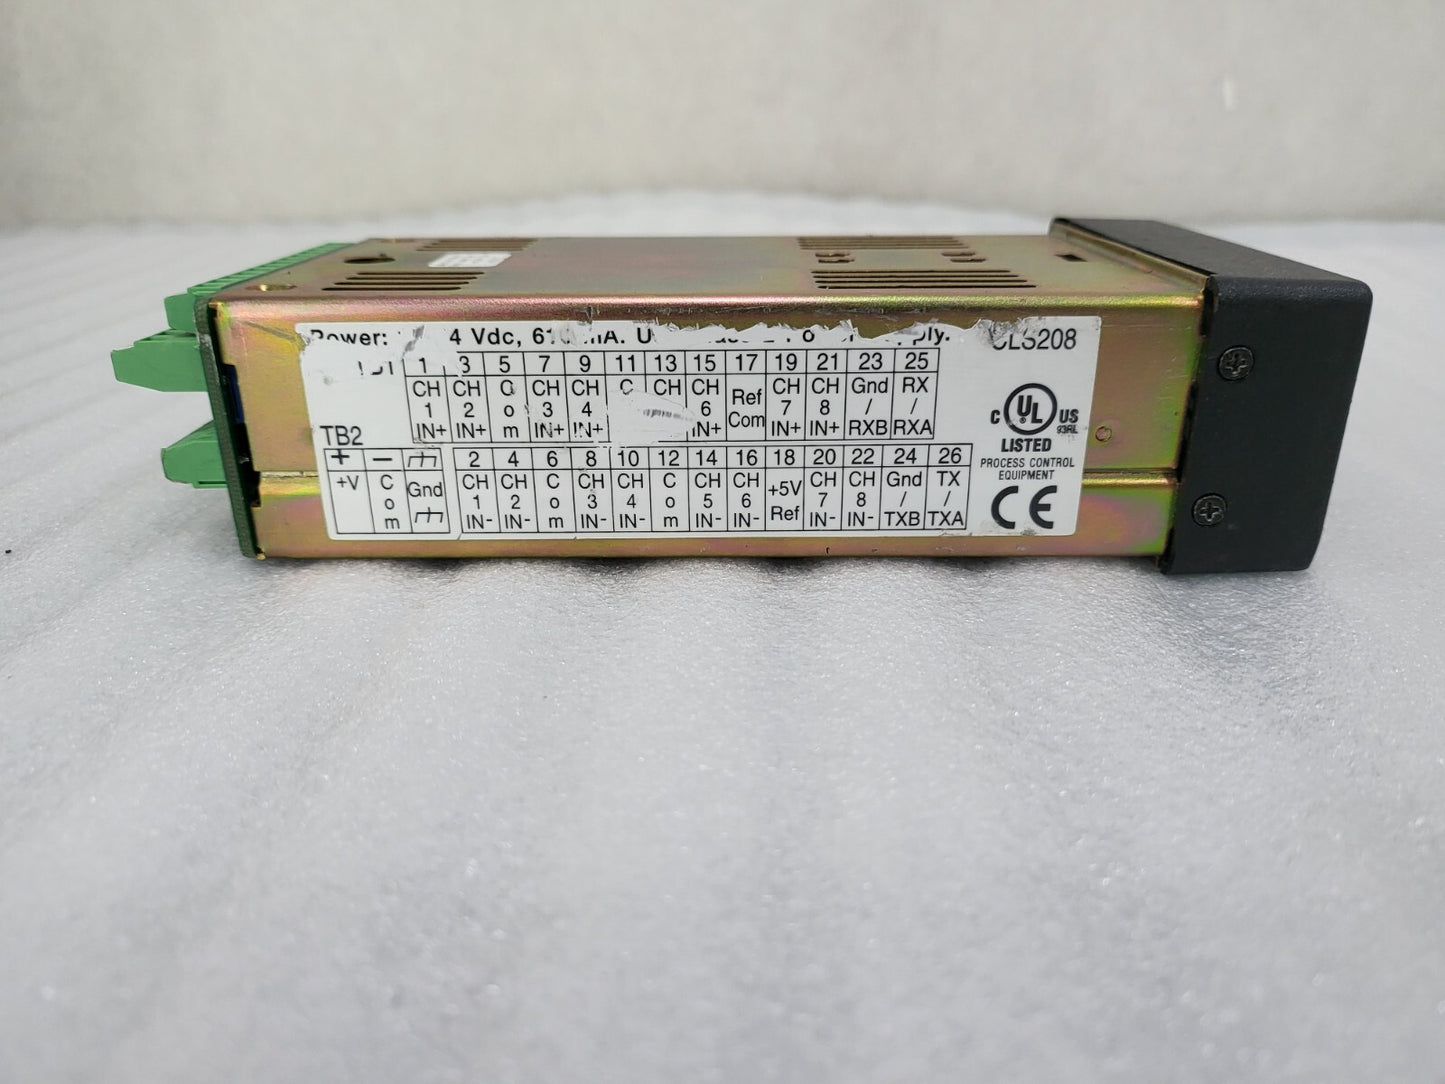 Power: 4 Vdc, 610 mA.
CLS208
1 3 5 7 9 11 13 15 17 19 21 23 25
CH CH CH CH CH CH Ref CH CH Gnd RX
1 2 o 3 4 6 Com 7 8 / /
IN+ IN+ m IN+ IN+ IN+ IN+ IN+ RXB RXA
TB2
+ − 2 4 6 8 10 12 14 16 18 20 22 24 26
+V C Gnd CH CH C CH CH C CH CH +5V CH CH Gnd TX
o 1 2 o 3 4 o 5 6 Ref 7 8 / /
m IN- IN- m IN- IN- m IN- IN- IN- IN- TXB TXA
C UL US
93RL
LISTED
PROCESS CONTROL
EQUIPMENT
CE